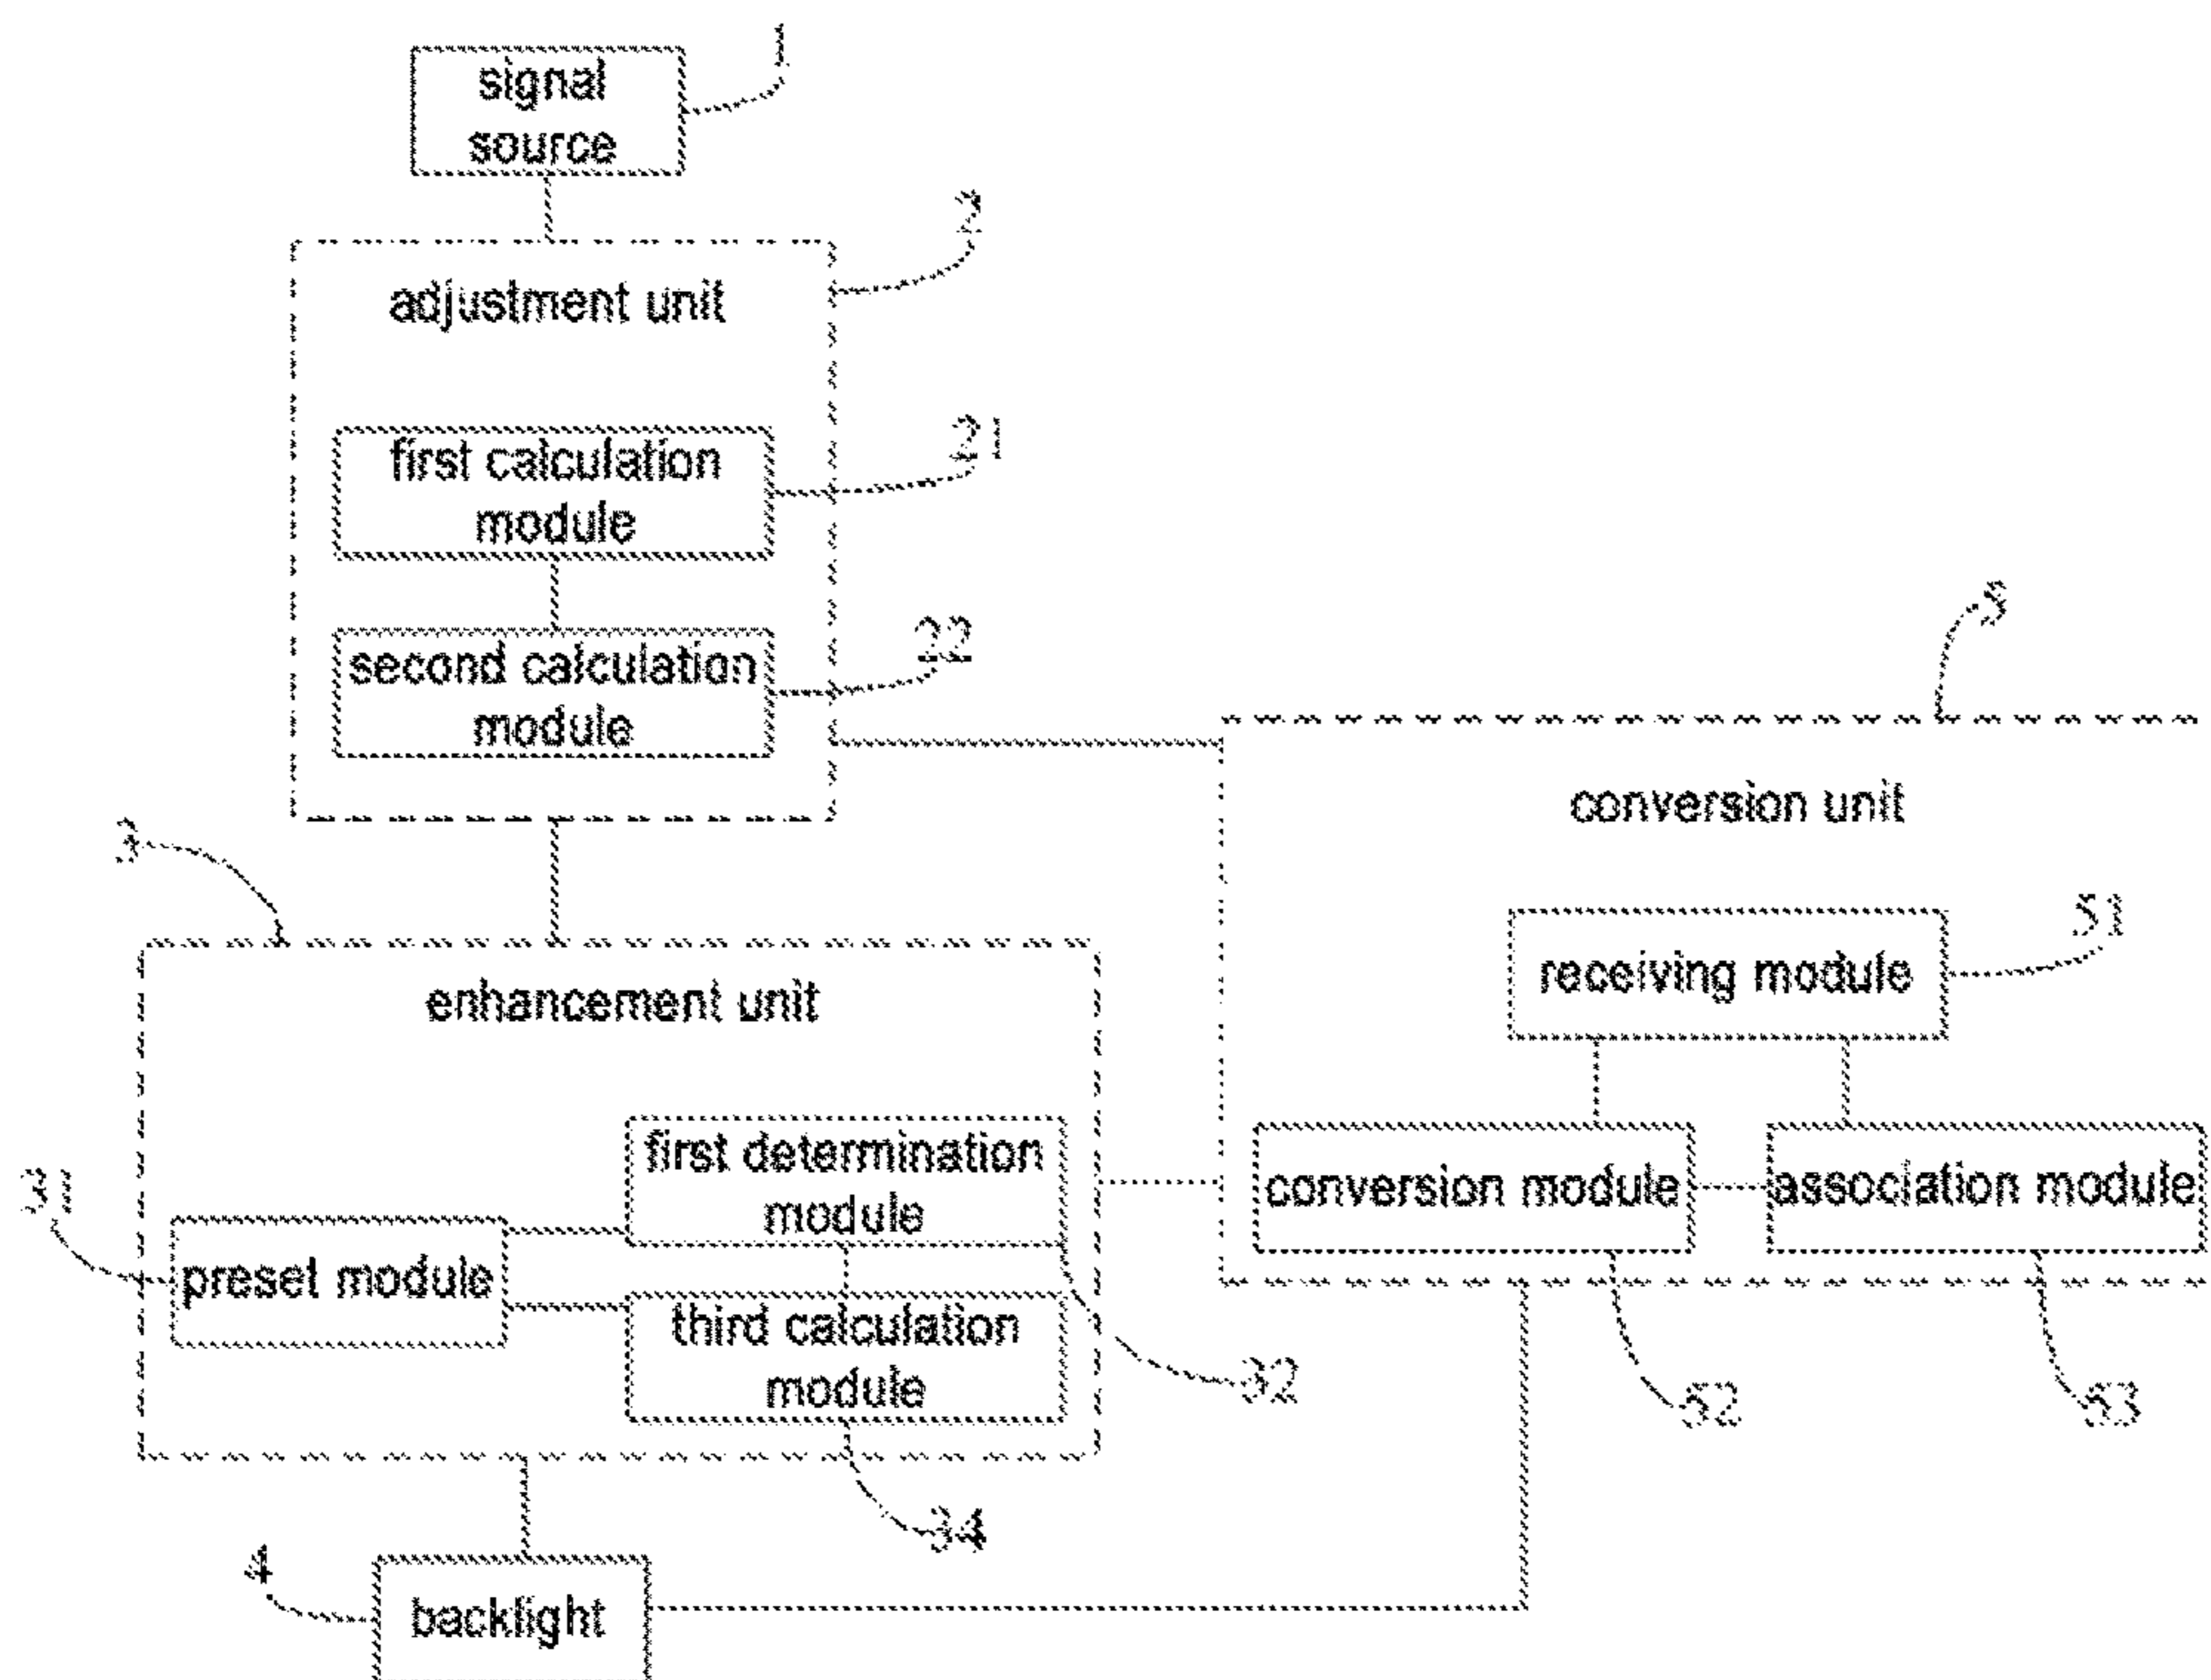 1
signal
source
2
adjustment unit
21
first calculation
module
22
second calculation
module
5
conversion unit
3
51
receiving module
enhancement unit
first determination
module
conversion module
association module
31
preset module
third calculation
module
32
52
53
34
4
backlight